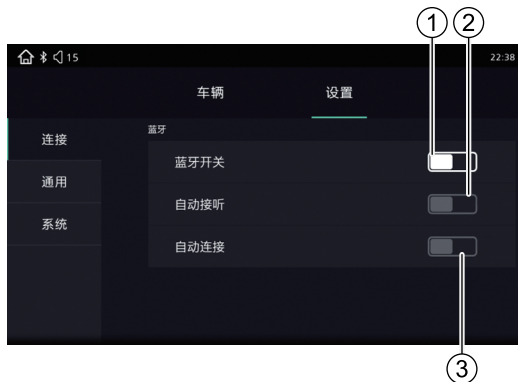 1 2
15 22:38
车辆 设置
连接
通用
系统
蓝牙
蓝牙开关
自动接听
自动连接
3